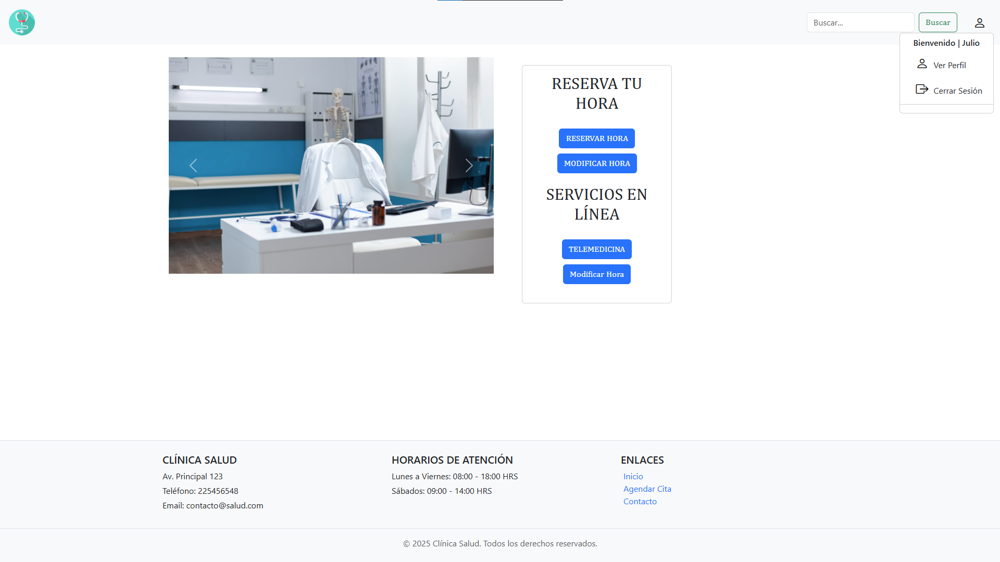 Buscar...
Buscar
Bienvenido | Julio
Ver Perfil
Cerrar Sesión
RESERVA TU
HORA
RESERVAR HORA
MODIFICAR HORA
SERVICIOS EN
LÍNEA
TELEMEDICINA
Modificar Hora
CLÍNICA SALUD
Av. Principal 123
Teléfono: 225456548
Email: contacto@salud.com
HORARIOS DE ATENCIÓN
Lunes a Viernes: 08:00 - 18:00 HRS
Sábados: 09:00 - 14:00 HRS
ENLACES
Inicio
Agendar Cita
Contacto
© 2025 Clínica Salud. Todos los derechos reservados.